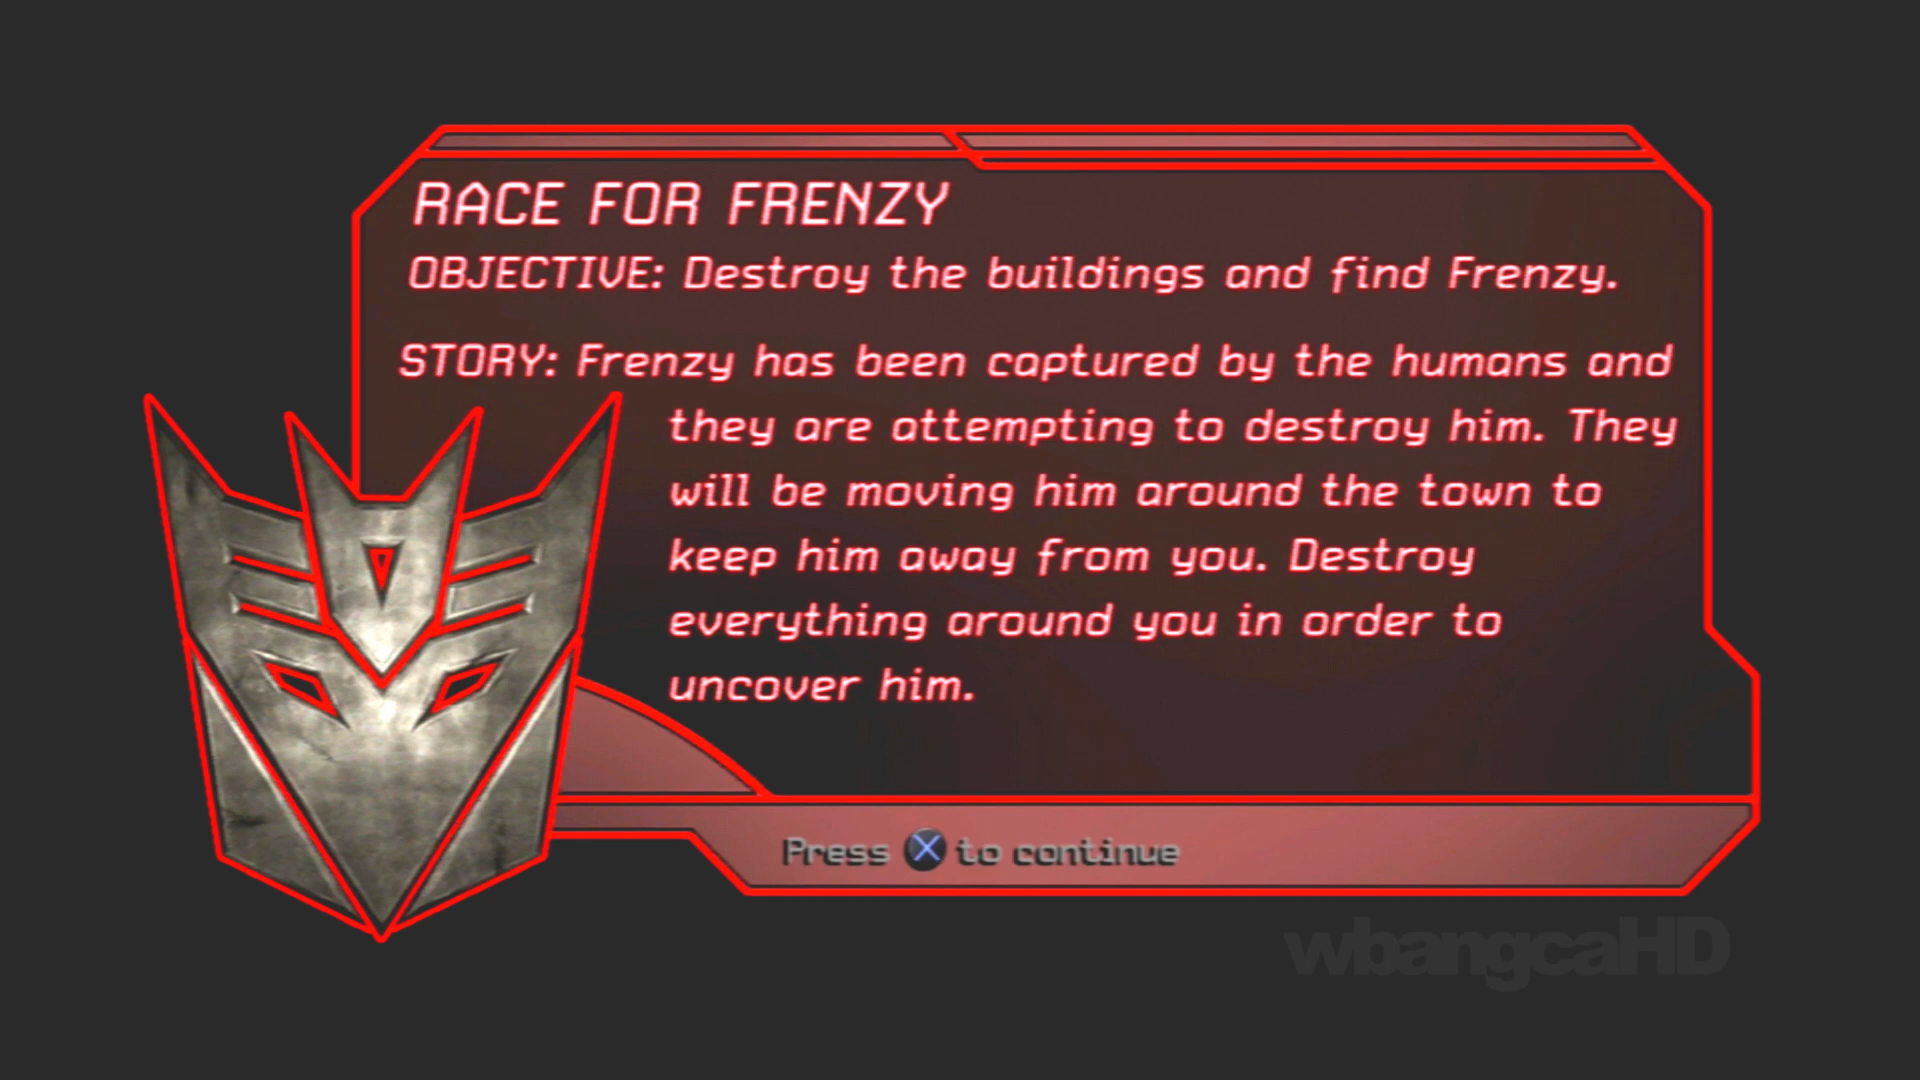 RACE FOR FRENZY
OBJECTIVE: Destroy the buildings and find Frenzy.
STORY: Frenzy has been captured by the humans and
they are attempting to destroy him. They
will be moving him around the town to
keep him away from you. Destroy
everything around you in order to
uncover him.
Press X to continue
wbangcaHD